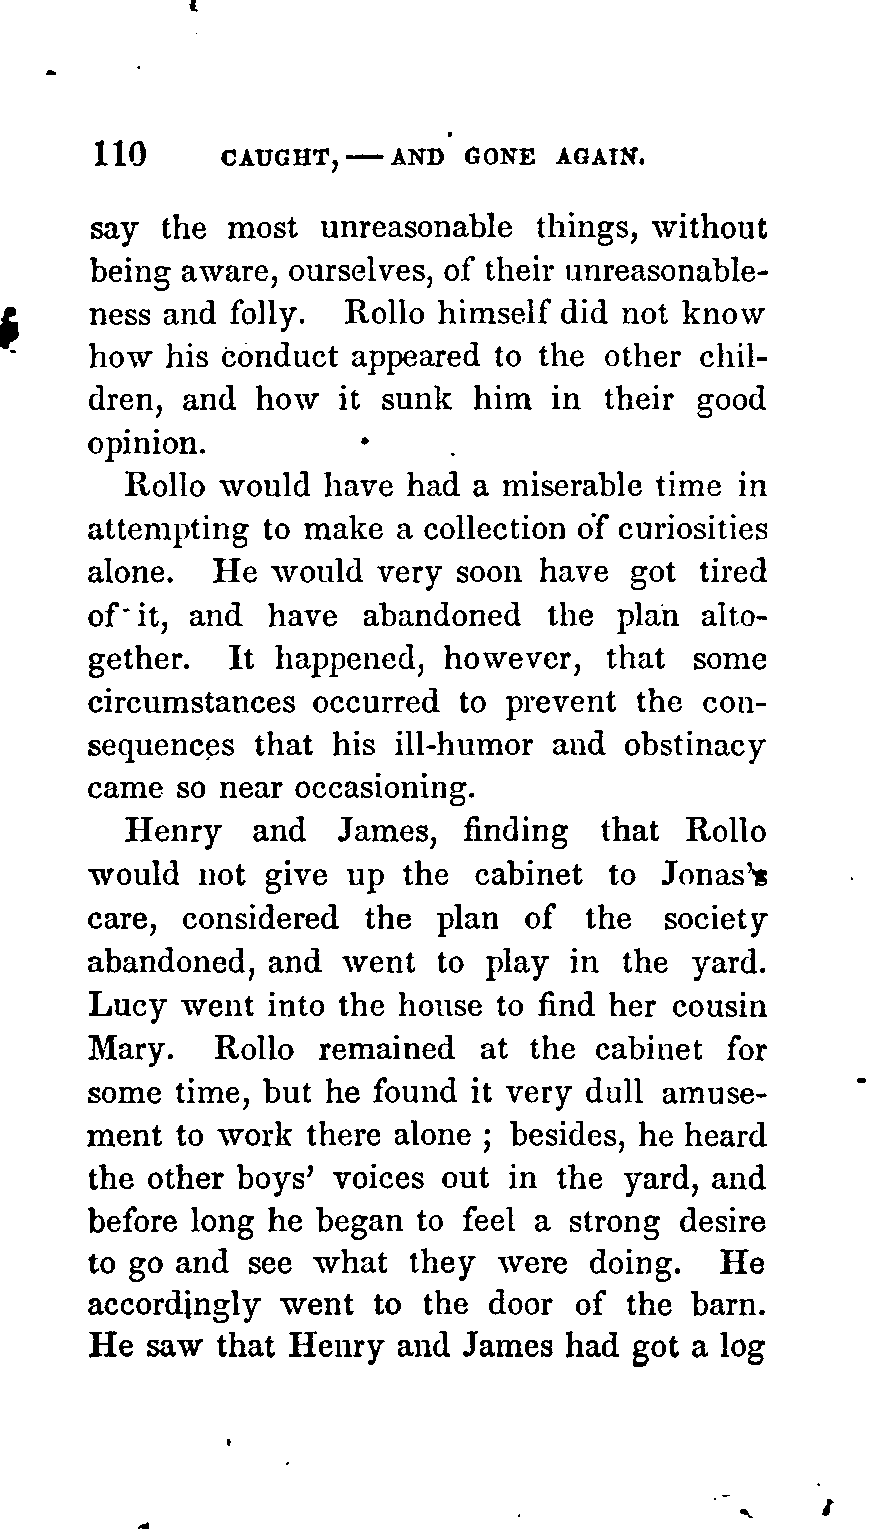 110 CAUGHT,—AND GONE AGAIN.
say the most unreasonable things, without
being aware, ourselves, of their unreasonable-
ness and folly. Rollo himself did not know
how his conduct appeared to the other chil-
dren, and how it sunk him in their good
opinion.
Rollo would have had a miserable time in
attempting to make a collection of curiosities
alone. He would very soon have got tired
of it, and have abandoned the plan alto-
gether. It happened, however, that some
circumstances occurred to prevent the con-
sequences that his ill-humor and obstinacy
came so near occasioning.
Henry and James, finding that Rollo
would not give up the cabinet to Jonas's
care, considered the plan of the society
abandoned, and went to play in the yard.
Lucy went into the house to find her cousin
Mary. Rollo remained at the cabinet for
some time, but he found it very dull amuse-
ment to work there alone ; besides, he heard
the other boys' voices out in the yard, and
before long he began to feel a strong desire
to go and see what they were doing. He
accordingly went to the door of the barn.
He saw that Henry and James had got a log